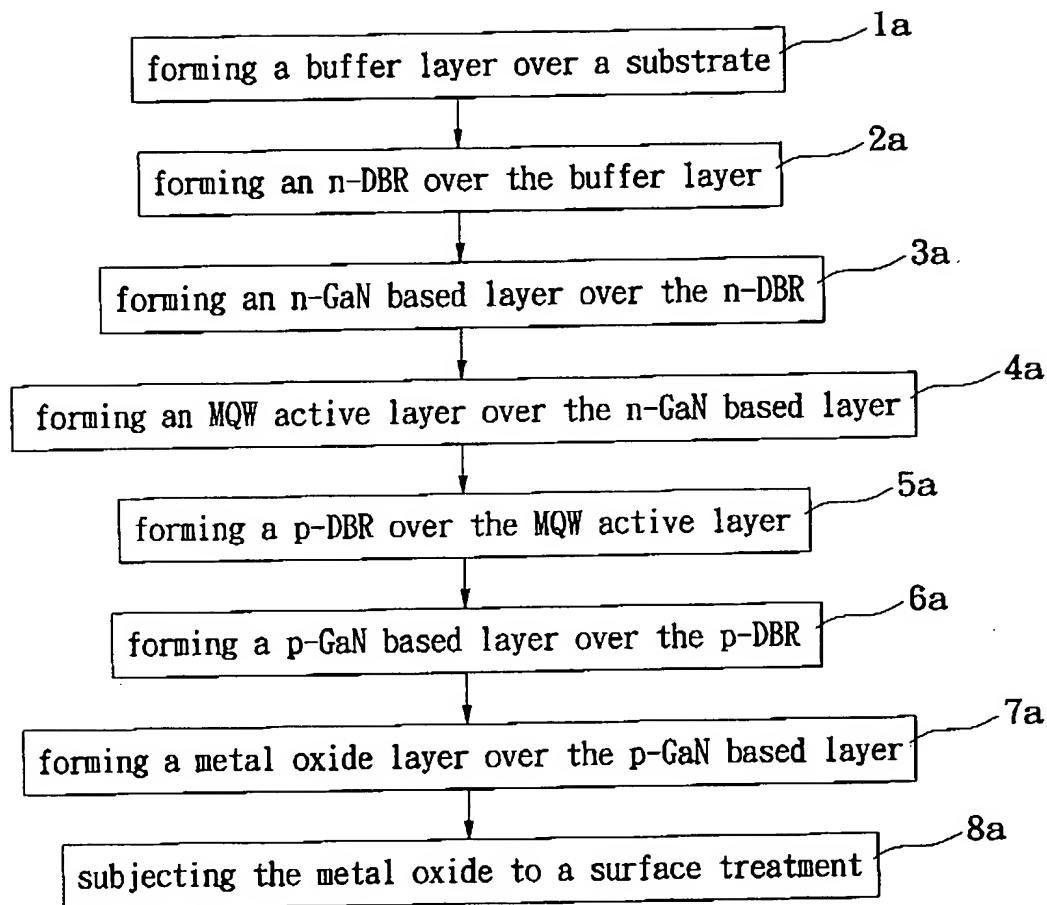 1a
forming a buffer layer over a substrate
2a
forming an n-DBR over the buffer layer
3a
forming an n-GaN based layer over the n-DBR
4a
forming an MQW active layer over the n-GaN based layer
5a
forming a p-DBR over the MQW active layer
6a
forming a p-GaN based layer over the p-DBR
7a
forming a metal oxide layer over the p-GaN based layer
8a
subjecting the metal oxide to a surface treatment